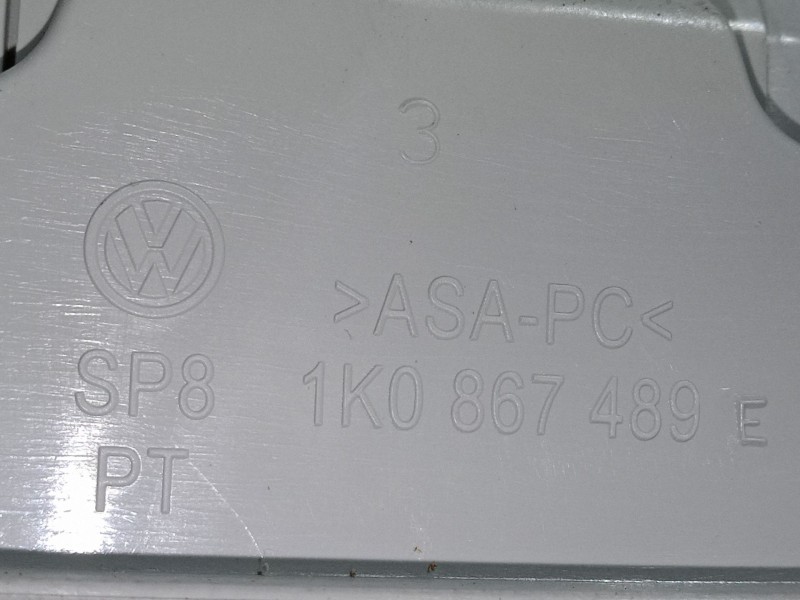 3
>ASA-PC<
SP8
1K0 867 489 E
PT